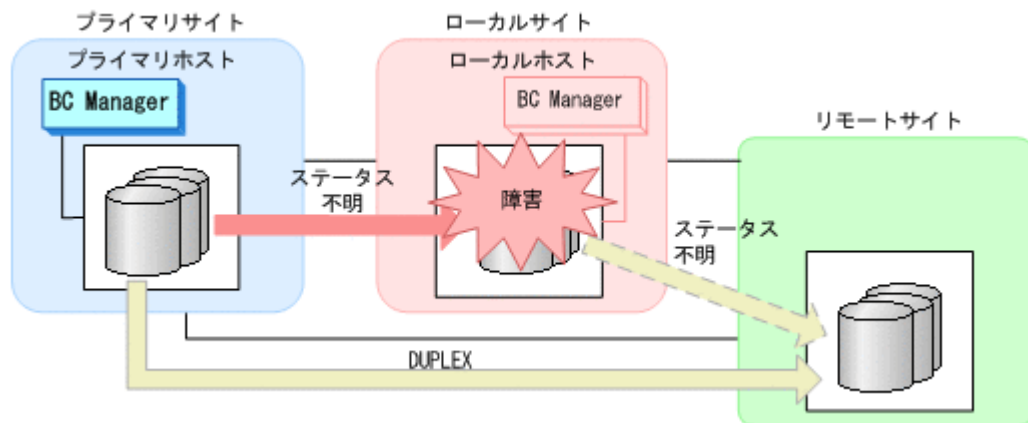 プライマリサイト
ローカルサイト
プライマリホスト
ローカルホスト
BC Manager
BC Manager
リモートサイト
ステータス
不明
障害
ステータス
不明
DUPLEX